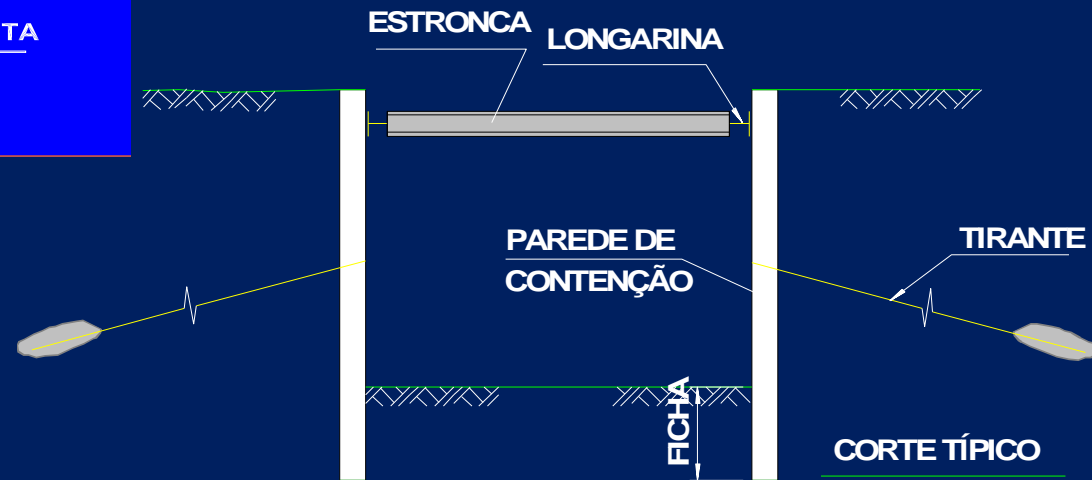 TA
ESTRONCA
LONGARINA
PAREDE DE
CONTENÇÃO
TIRANTE
FICHA
CORTE TÍPICO